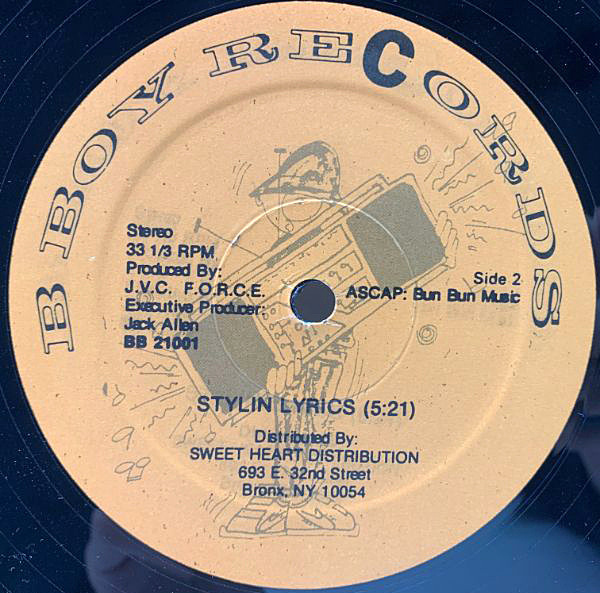 B BOY RECORDS
Stereo
33 1/3 RPM
Produced By:
J.V.C. F.O.R.C.E.
Executive Producer:
Jack Allen
BB 21001
Side 2
ASCAP: Bun Bun Music
STYLIN LYRICS (5:21)
Distributed By:
SWEET HEART DISTRIBUTION
693 E. 32nd Street
Bronx, NY 10054